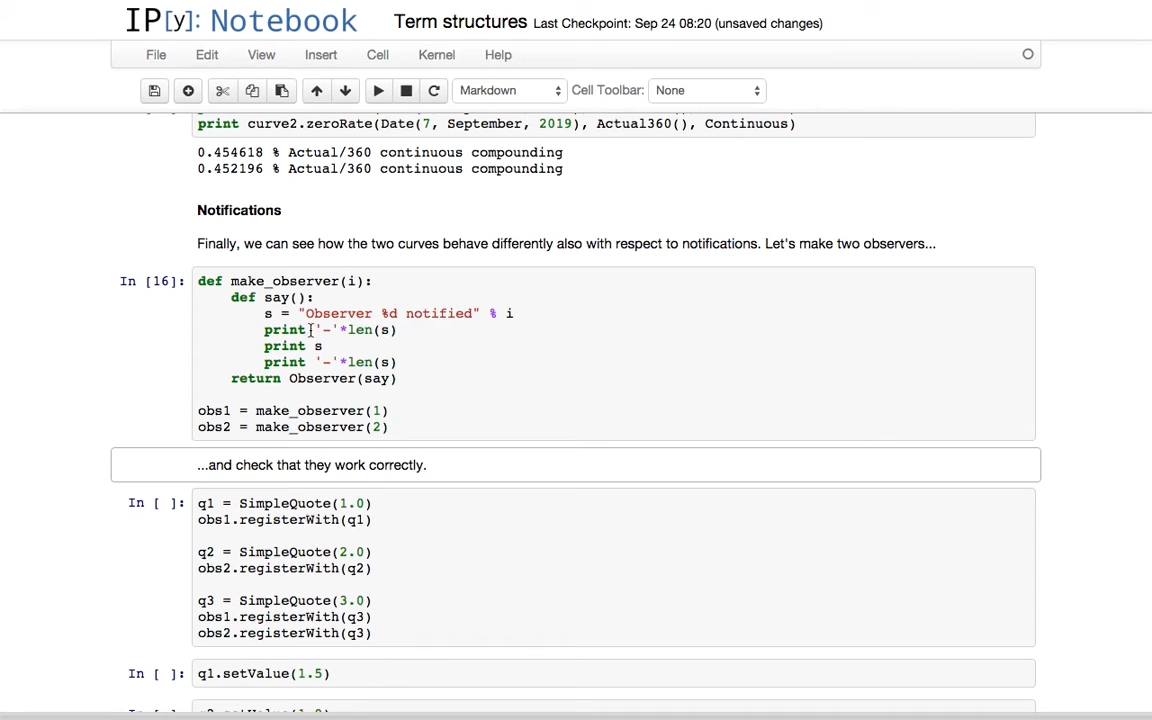 IP[y]: Notebook Term structures Last Checkpoint: Sep 24 08:20 (unsaved changes)
File Edit View Insert Cell Kernel Help
Markdown Cell Toolbar: None
print curve2.zeroRate(Date(7, September, 2019), Actual360(), Continuous)
0.454618 % Actual/360 continuous compounding
0.452196 % Actual/360 continuous compounding
Notifications
Finally, we can see how the two curves behave differently also with respect to notifications. Let's make two observers...
In [16]: def make_observer(i):
    def say():
        s = "Observer %d notified" % i
        print '-'*len(s)
        print s
        print '-'*len(s)
    return Observer(say)
obs1 = make_observer(1)
obs2 = make_observer(2)
...and check that they work correctly.
In [ ]: q1 = SimpleQuote(1.0)
obs1.registerWith(q1)
q2 = SimpleQuote(2.0)
obs2.registerWith(q2)
q3 = SimpleQuote(3.0)
obs1.registerWith(q3)
obs2.registerWith(q3)
In [ ]: q1.setValue(1.5)